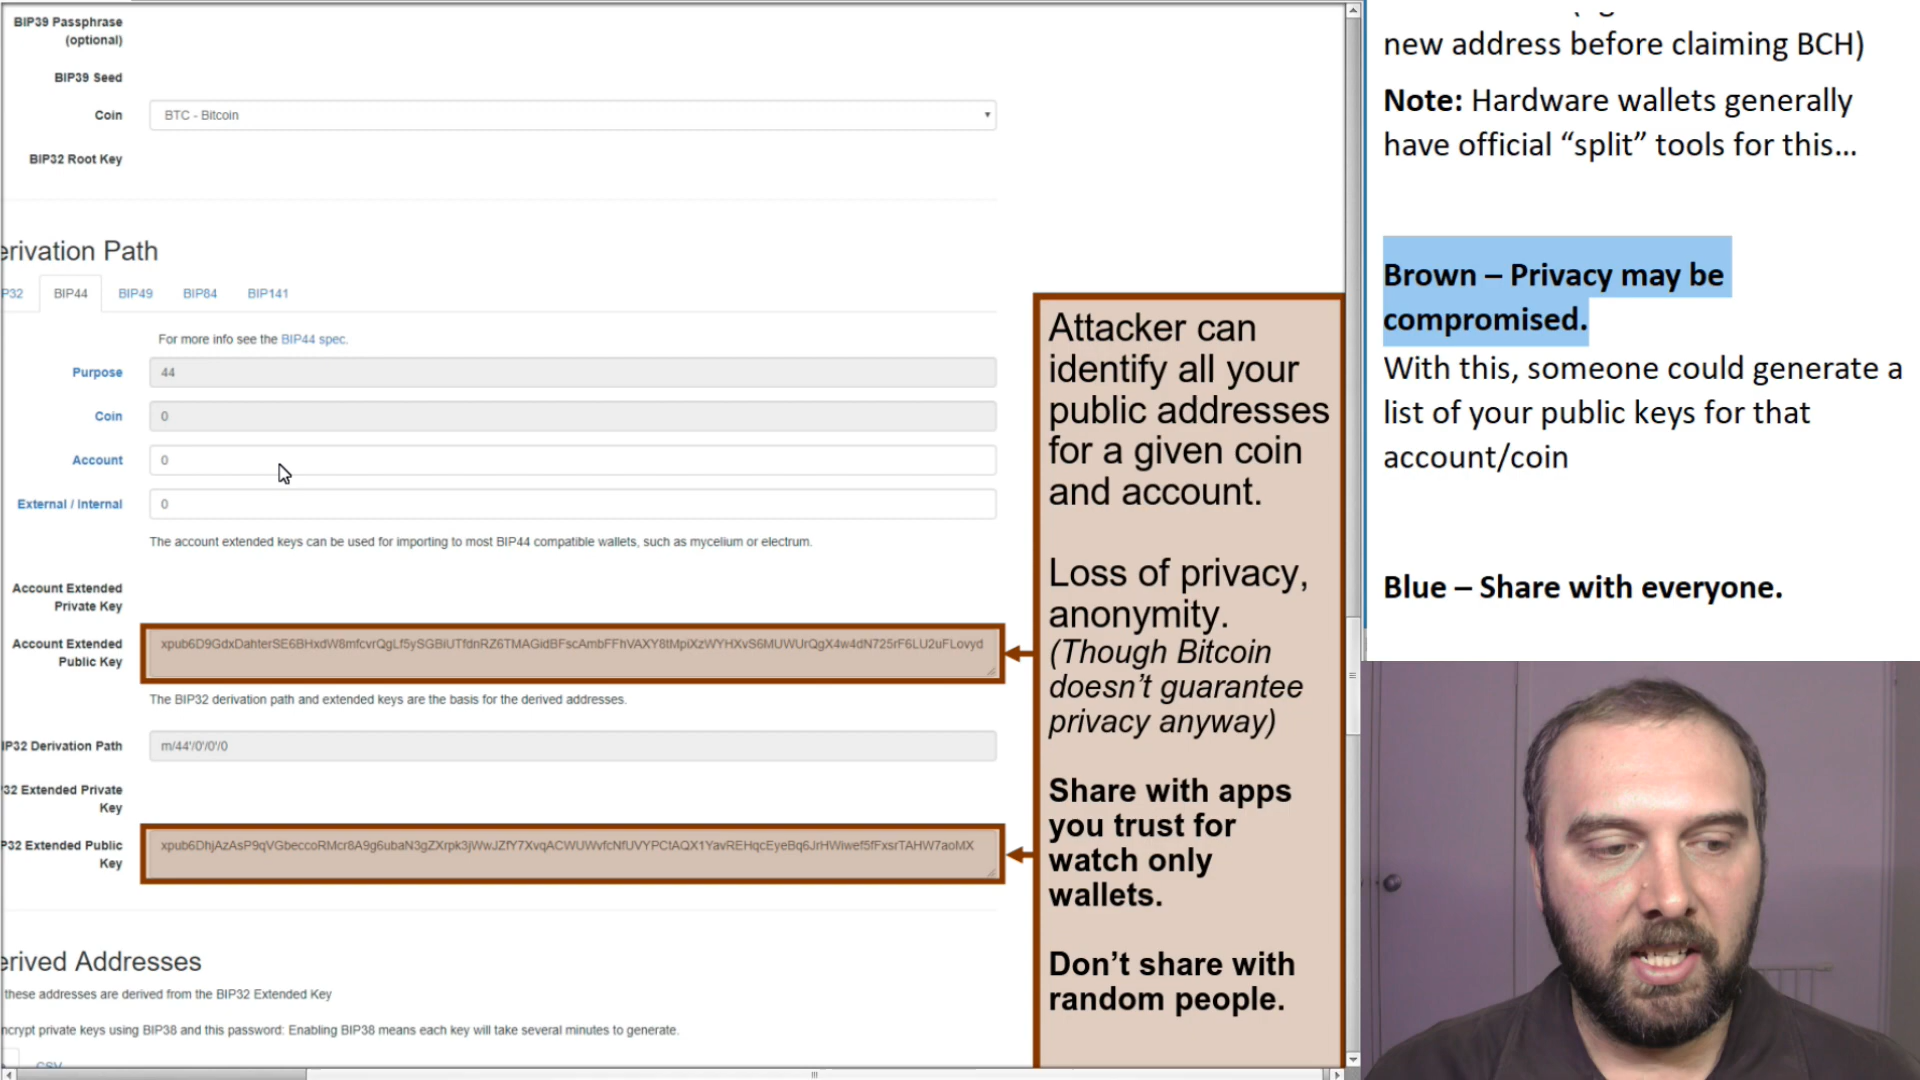 BIP39 Passphrase
(optional)
BIP39 Seed
Coin
BTC - Bitcoin
BIP32 Root Key
erivation Path
P32
BIP44
BIP49
BIP84
BIP141
For more info see the BIP44 spec.
Purpose
44
Coin
0
Account
0
External / Internal
0
The account extended keys can be used for importing to most BIP44 compatible wallets, such as mycelium or electrum.
Account Extended
Private Key
Account Extended
Public Key
The BIP32 derivation path and extended keys are the basis for the derived addresses.
IP32 Derivation Path
m/44'/0'/0'/0
32 Extended Private
Key
P32 Extended Public
Key
erived Addresses
these addresses are derived from the BIP32 Extended Key
ncrypt private keys using BIP38 and this password: Enabling BIP38 means each key will take several minutes to generate.
CSV
Attacker can
identify all your
public addresses
for a given coin
and account.
Loss of privacy,
anonymity.
(Though Bitcoin
doesn't guarantee
privacy anyway)
Share with apps
you trust for
watch only
wallets.
Don't share with
random people.
new address before claiming BCH)
Note: Hardware wallets generally
have official “split” tools for this…
Brown – Privacy may be
compromised.
With this, someone could generate a
list of your public keys for that
account/coin
Blue – Share with everyone.